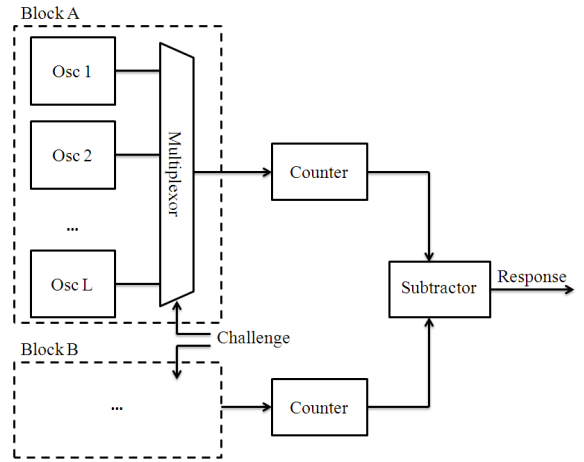 Block A
Osc 1
Osc 2
...
Osc L
Multiplexor
Counter
Subtractor
Response
Challenge
Block B
...
Counter